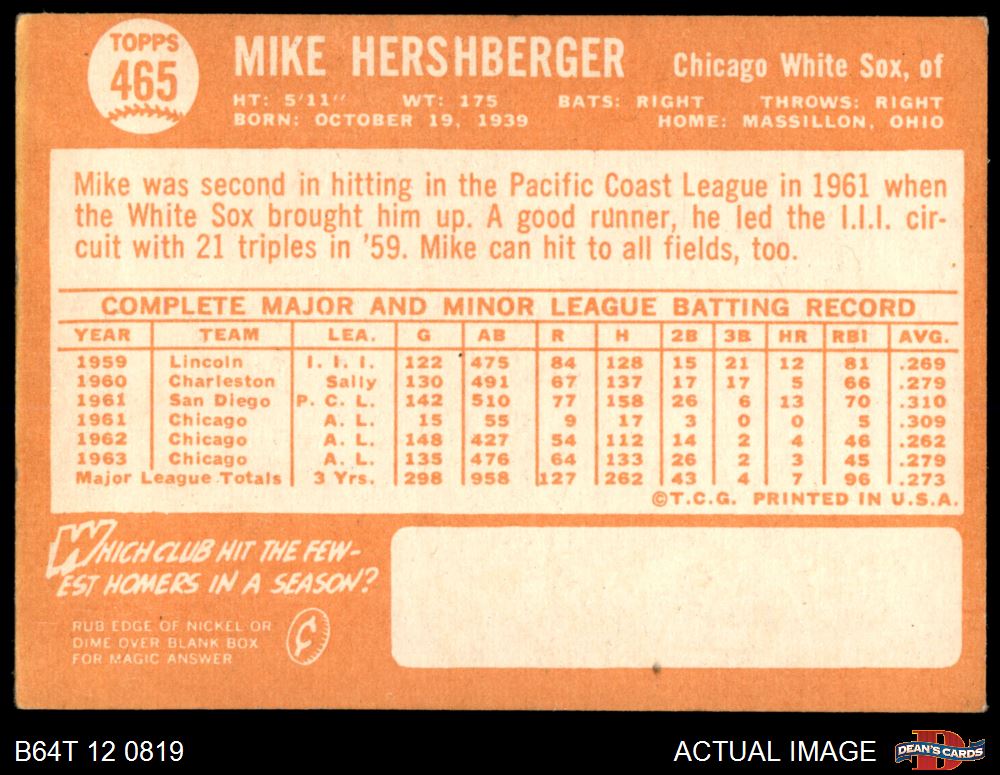 TOPPS
465
MIKE HERSHBERGER
Chicago White Sox, of
HT: 5'11" WT: 175 BATS: RIGHT THROWS: RIGHT
BORN: OCTOBER 19, 1939 HOME: MASSILLON, OHIO
Mike was second in hitting in the Pacific Coast League in 1961 when
the White Sox brought him up. A good runner, he led the I.I.I. cir-
cuit with 21 triples in '59. Mike can hit to all fields, too.
COMPLETE MAJOR AND MINOR LEAGUE BATTING RECORD
YEAR TEAM LEA. G AB R H 2B 3B HR RBI AVG.
1959 Lincoln I. I. I. 122 475 84 128 15 21 12 81 .269
1960 Charleston Sally 130 491 67 137 17 17 5 66 .279
1961 San Diego P. C. L. 142 510 77 158 26 6 13 70 .310
1961 Chicago A. L. 15 55 9 17 3 0 0 5 .309
1962 Chicago A. L. 148 427 54 112 14 2 4 46 .262
1963 Chicago A. L. 135 476 64 133 26 2 3 45 .279
Major League Totals 3 Yrs. 298 958 127 262 43 4 7 96 .273
©T.C.G. PRINTED IN U.S.A.
WHICH CLUB HIT THE FEW-
EST HOMERS IN A SEASON?
RUB EDGE OF NICKEL OR
DIME OVER BLANK BOX
FOR MAGIC ANSWER
¢
B64T 12 0819
ACTUAL IMAGE
D
DEAN'S CARDS